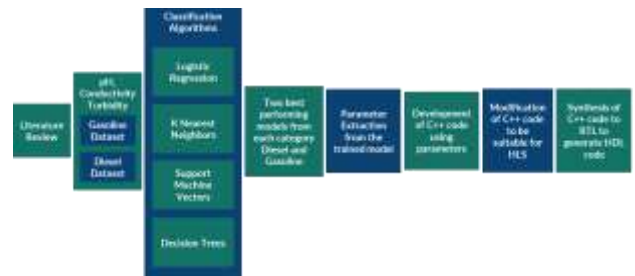 Literature
Review
pH,
Conductivity
Turbidity
Gasoline
Dataset
Diesel
Dataset
Classification
Algorithms
Logistic
Regression
K Nearest
Neighbors
Support
Machine
Vectors
Decision Trees
Two best
performing
models from
each category
Diesel and
Gasoline
Parameter
Extraction
from the
trained model
Development
of C++ code
using
parameters
Modification
of C++ code
to be
suitable for
HLS
Synthesis of
C++ code to
RTL to
generate HDL
code